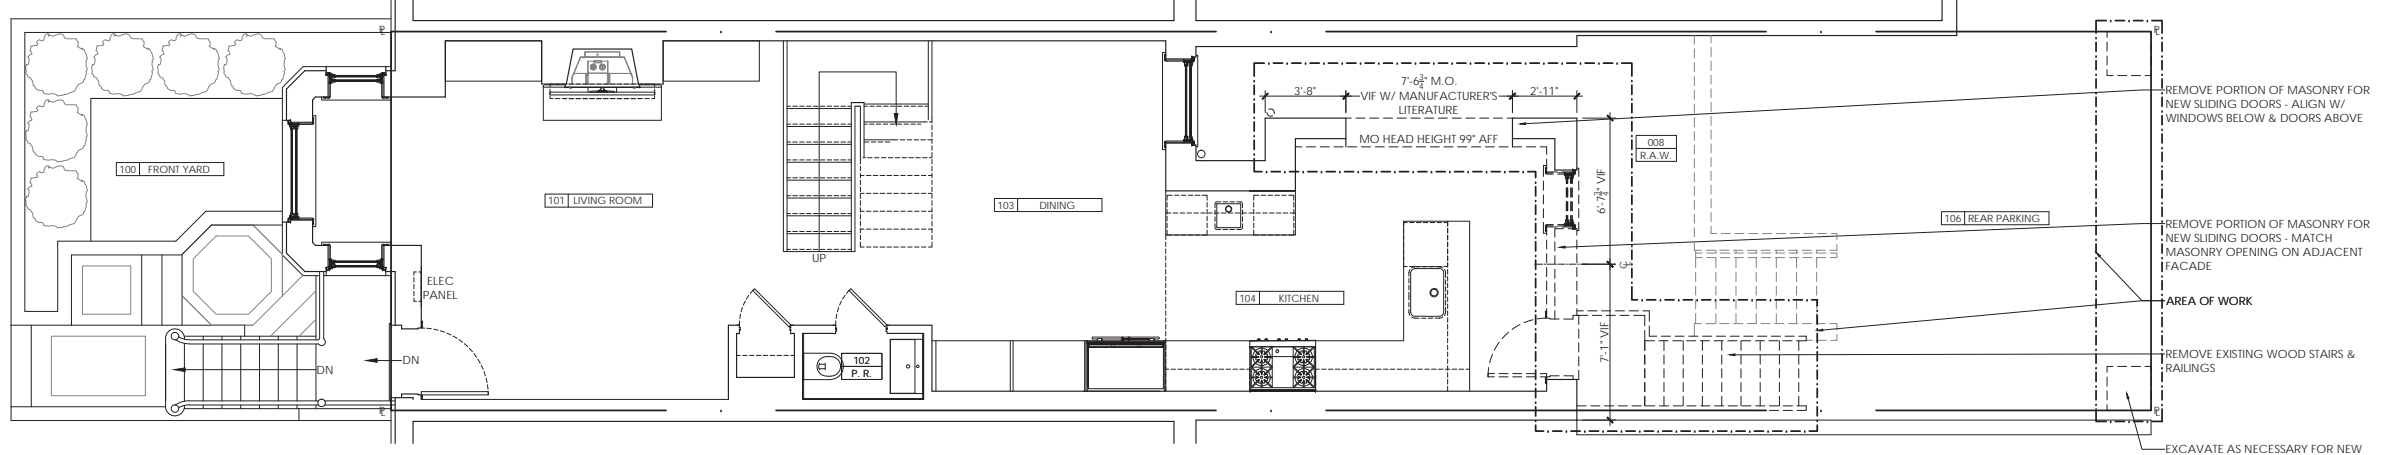 7'-6¾" M.O.
3'-8"
VIF W/ MANUFACTURER'S
2'-11"
LITERATURE
REMOVE PORTION OF MASONRY FOR
NEW SLIDING DOORS - ALIGN W/
WINDOWS BELOW & DOORS ABOVE
MO HEAD HEIGHT 99" AFF
008
R.A.W.
100 FRONT YARD
101 LIVING ROOM
103 DINING
6'-7¾" VIF
106 REAR PARKING
REMOVE PORTION OF MASONRY FOR
NEW SLIDING DOORS - MATCH
MASONRY OPENING ON ADJACENT
FACADE
UP
ELEC
PANEL
104 KITCHEN
AREA OF WORK
7'-1" VIF
DN
DN
102
P. R.
REMOVE EXISTING WOOD STAIRS &
RAILINGS
EXCAVATE AS NECESSARY FOR NEW